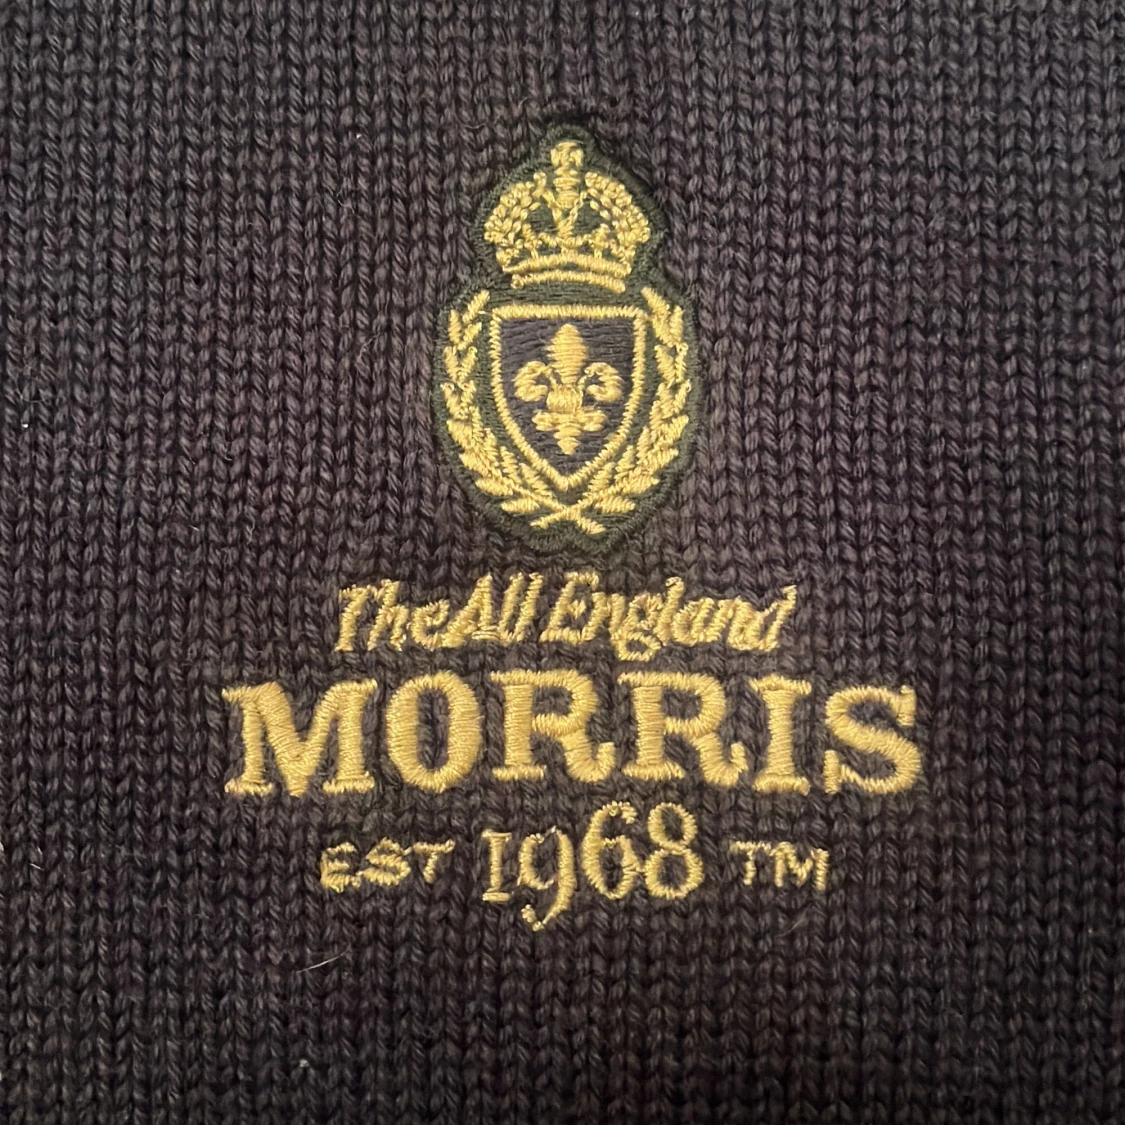 The All England
MORRIS
EST 1968 TM